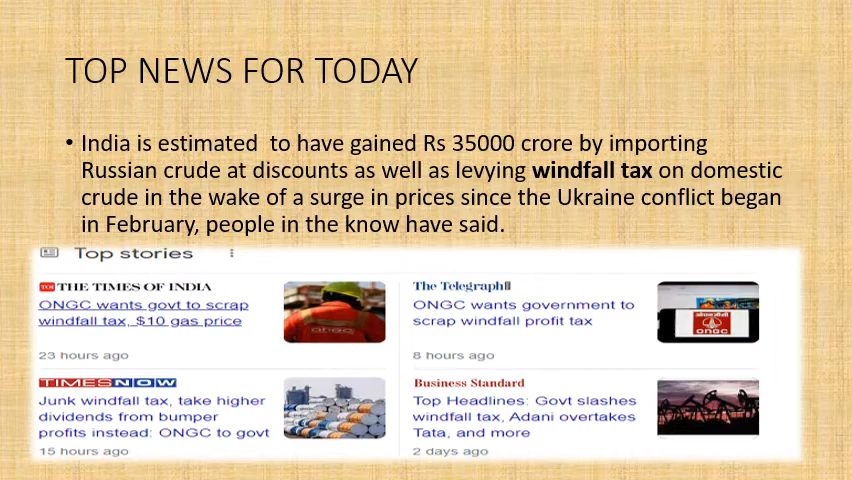 TOP NEWS FOR TODAY
• India is estimated  to have gained Rs 35000 crore by importing
Russian crude at discounts as well as levying windfall tax on domestic
crude in the wake of a surge in prices since the Ukraine conflict began
in February, people in the know have said.
Top stories
TOI THE TIMES OF INDIA
ONGC wants govt to scrap
windfall tax, $10 gas price
23 hours ago
The Telegraph
ONGC wants government to
scrap windfall profit tax
ONGC
8 hours ago
TIMES NOW
Junk windfall tax, take higher
dividends from bumper
profits instead: ONGC to govt
15 hours ago
Business Standard
Top Headlines: Govt slashes
windfall tax, Adani overtakes
Tata, and more
2 days ago